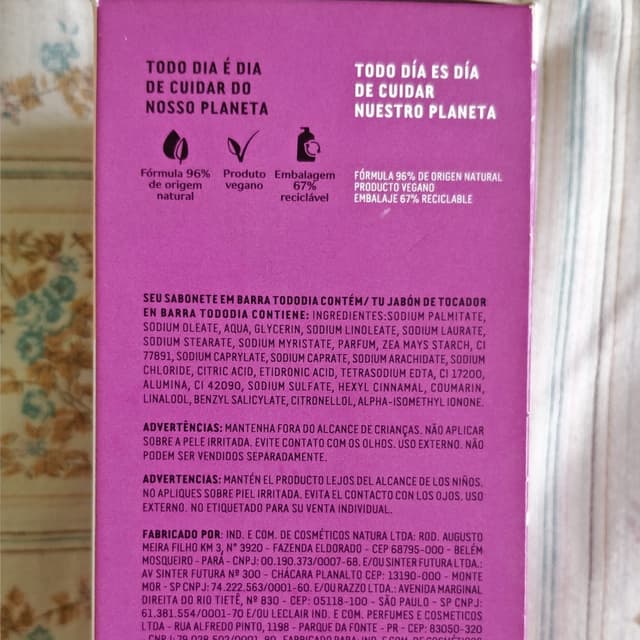 TODO DIA É DIA
DE CUIDAR DO
NOSSO PLANETA
TODO DÍA ES DÍA
DE CUIDAR
NUESTRO PLANETA
Fórmula 96%
de origem
natural
Produto
vegano
Embalagem
67%
reciclável
FÓRMULA 96% DE ORIGEN NATURAL
PRODUCTO VEGANO
EMBALAJE 67% RECICLABLE
SEU SABONETE EM BARRA TODODIA CONTÉM/ TU JABÓN DE TOCADOR
EN BARRA TODODIA CONTIENE: INGREDIENTES:SODIUM PALMITATE,
SODIUM OLEATE, AQUA, GLYCERIN, SODIUM LINOLEATE, SODIUM LAURATE,
SODIUM STEARATE, SODIUM MYRISTATE, PARFUM, ZEA MAYS STARCH, CI
77891, SODIUM CAPRYLATE, SODIUM CAPRATE, SODIUM ARACHIDATE, SODIUM
CHLORIDE, CITRIC ACID, ETIDRONIC ACID, TETRASODIUM EDTA, CI 17200,
ALUMINA, CI 42090, SODIUM SULFATE, HEXYL CINNAMAL, COUMARIN,
LINALOOL, BENZYL SALICYLATE, CITRONELLOL, ALPHA-ISOMETHYL IONONE.
ADVERTÊNCIAS: MANTENHA FORA DO ALCANCE DE CRIANÇAS. NÃO APLICAR
SOBRE A PELE IRRITADA. EVITE CONTATO COM OS OLHOS. USO EXTERNO. NÃO
PODEM SER VENDIDOS SEPARADAMENTE.
ADVERTENCIAS: MANTÉN EL PRODUCTO LEJOS DEL ALCANCE DE LOS NIÑOS.
NO APLIQUES SOBRE PIEL IRRITADA. EVITA EL CONTACTO CON LOS OJOS. USO
EXTERNO. NO ETIQUETADO PARA SU VENTA INDIVIDUAL.
FABRICADO POR: IND. E COM. DE COSMÉTICOS NATURA LTDA: ROD. AUGUSTO
MEIRA FILHO KM 3, N° 3920 - FAZENDA ELDORADO - CEP 68795-000 - BELÉM
MOSQUEIRO - PARÁ - CNPJ: 00.190.373/0007-68. E/OU SINTER FUTURA LTDA.:
AV SINTER FUTURA Nº 300 - CHÁCARA PLANALTO CEP: 13190-000 - MONTE
MOR - SP CNPJ: 74.222.563/0001-60. E/OU RAZZO LTDA.: AVENIDA MARGINAL
DIREITA DO RIO TIETÊ, Nº 830 - CEP: 05118-100 - SÃO PAULO - SP CNPJ:
61.381.554/0001-70 E/OU LECLAIR IND. E COM. PERFUMES E COSMÉTICOS
LTDA - RUA ALFREDO PINTO, 1198 - PARQUE DA FONTE - PR - CEP: 83050-320